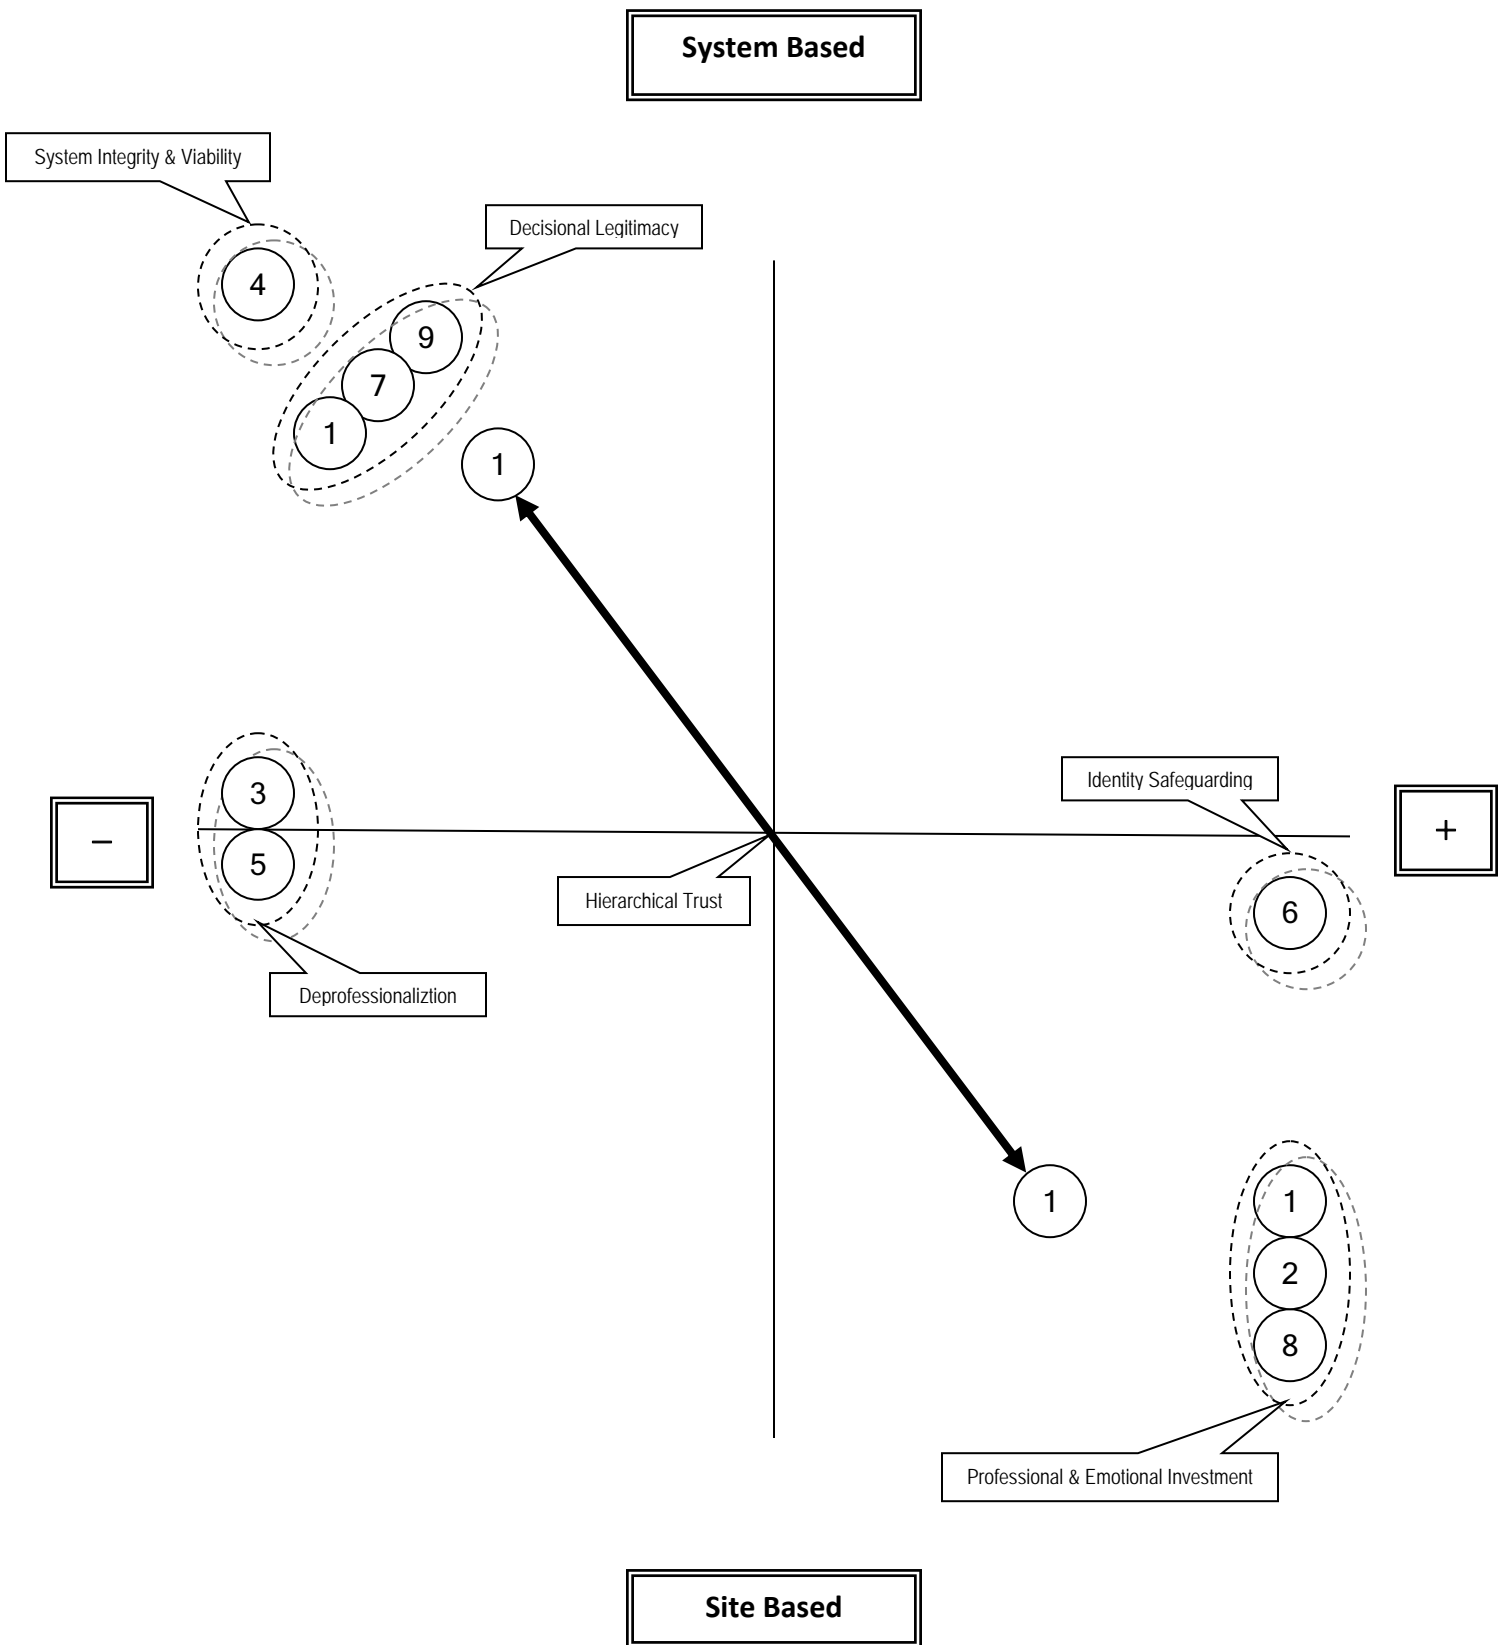 System Based
System Integrity & Viability
Decisional Legitimacy
4
9
7
1
1
Identity Safeguarding
3
–
+
5
Hierarchical Trust
6
Deprofessionaliztion
1
1
2
8
Professional & Emotional Investment
Site Based